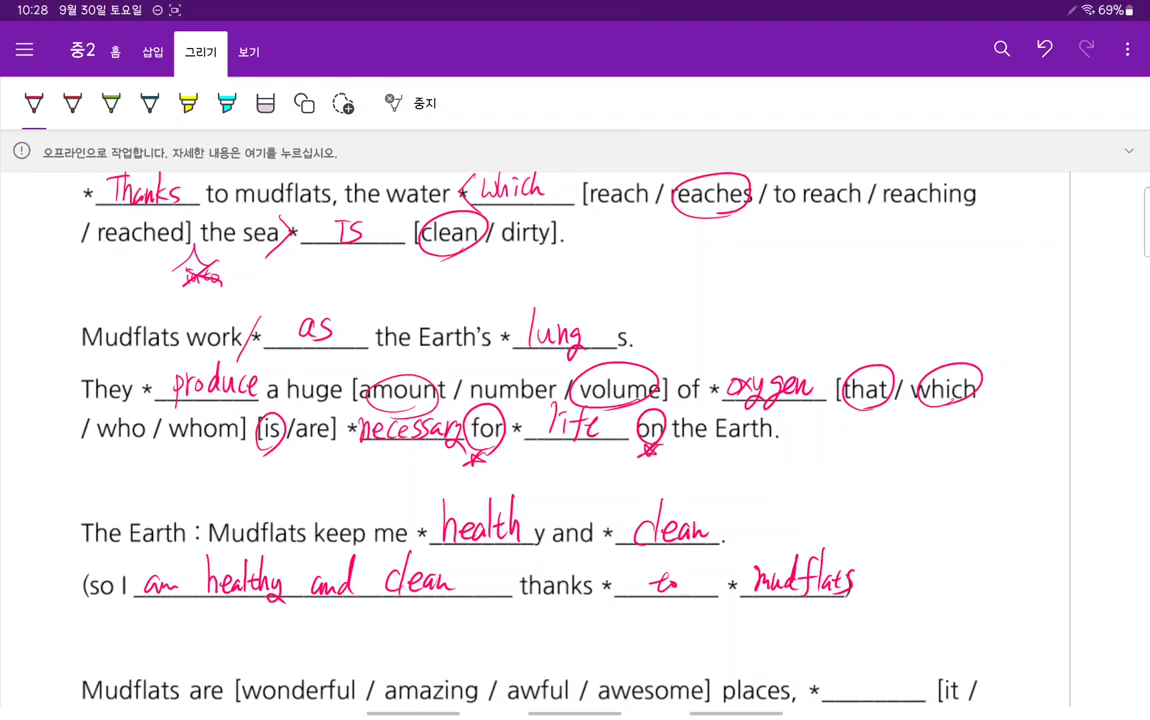 10:28 9월 30일 토요일 69%
중2 홈 삽입 그리기 보기
중지
오프라인으로 작업합니다. 자세한 내용은 여기를 누르십시오.
* Thanks to mudflats, the water * which [reach / reaches / to reach / reaching
/ reached] the sea * is [clean / dirty].
Mudflats work * as the Earth's * lung s.
They * produce a huge [amount / number / volume] of * oxygen [that / which
/ who / whom] [is /are] *necessary for * life on the Earth.
The Earth : Mudflats keep me * health y and * clean .
(so I am healthy and clean thanks * to * mudflats)
Mudflats are [wonderful / amazing / awful / awesome] places, *________ [it /